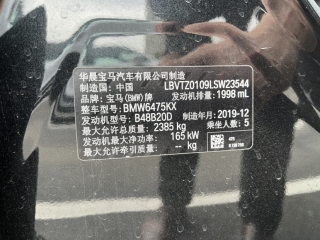 华晨宝马汽车有限公司制造
制造国：中国 LBVTZ0109LSW23544
品牌：宝马(BMW)牌 发动机排量：1998 mL
整车型号：BMW6475KX
发动机型号：B48B20D 制造年月：2019-12
最大允许总质量：2385 kg 乘坐人数：5
发动机最大净功率：165 kW
最大允许牵引质量：-- kg